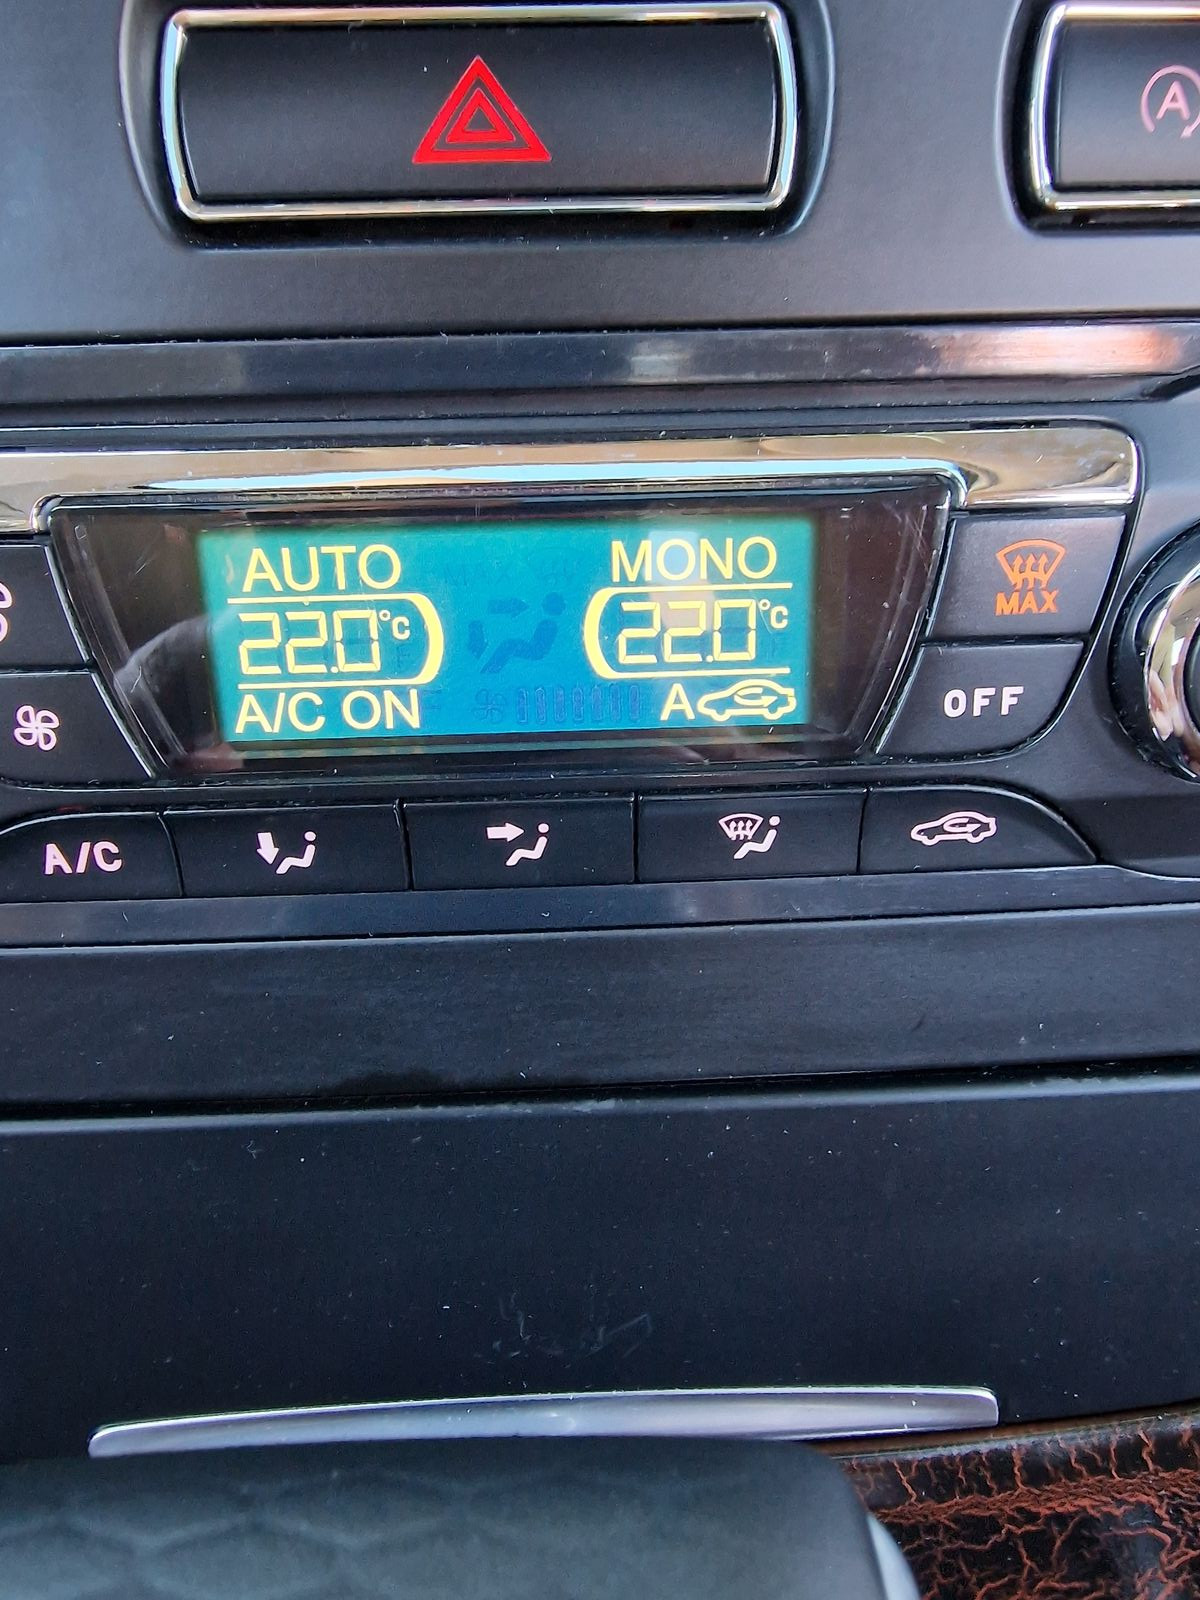 A
AUTO MONO
22.0°C 22.0°C
A/C ON A
MAX
OFF
A/C